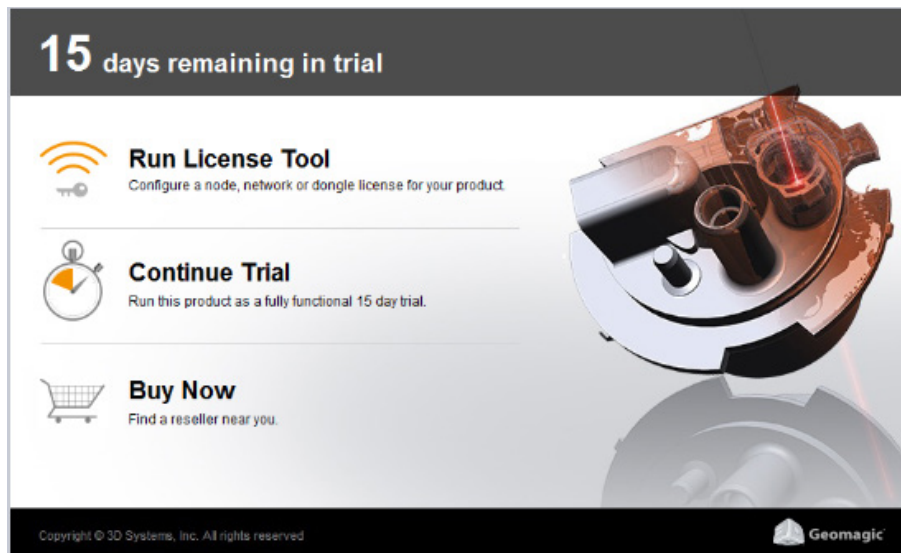 15 days remaining in trial
Run License Tool
Configure a node, network or dongle license for your product.
Continue Trial
Run this product as a fully functional 15 day trial.
Buy Now
Find a reseller near you.
Copyright © 3D Systems, Inc. All rights reserved
Geomagic